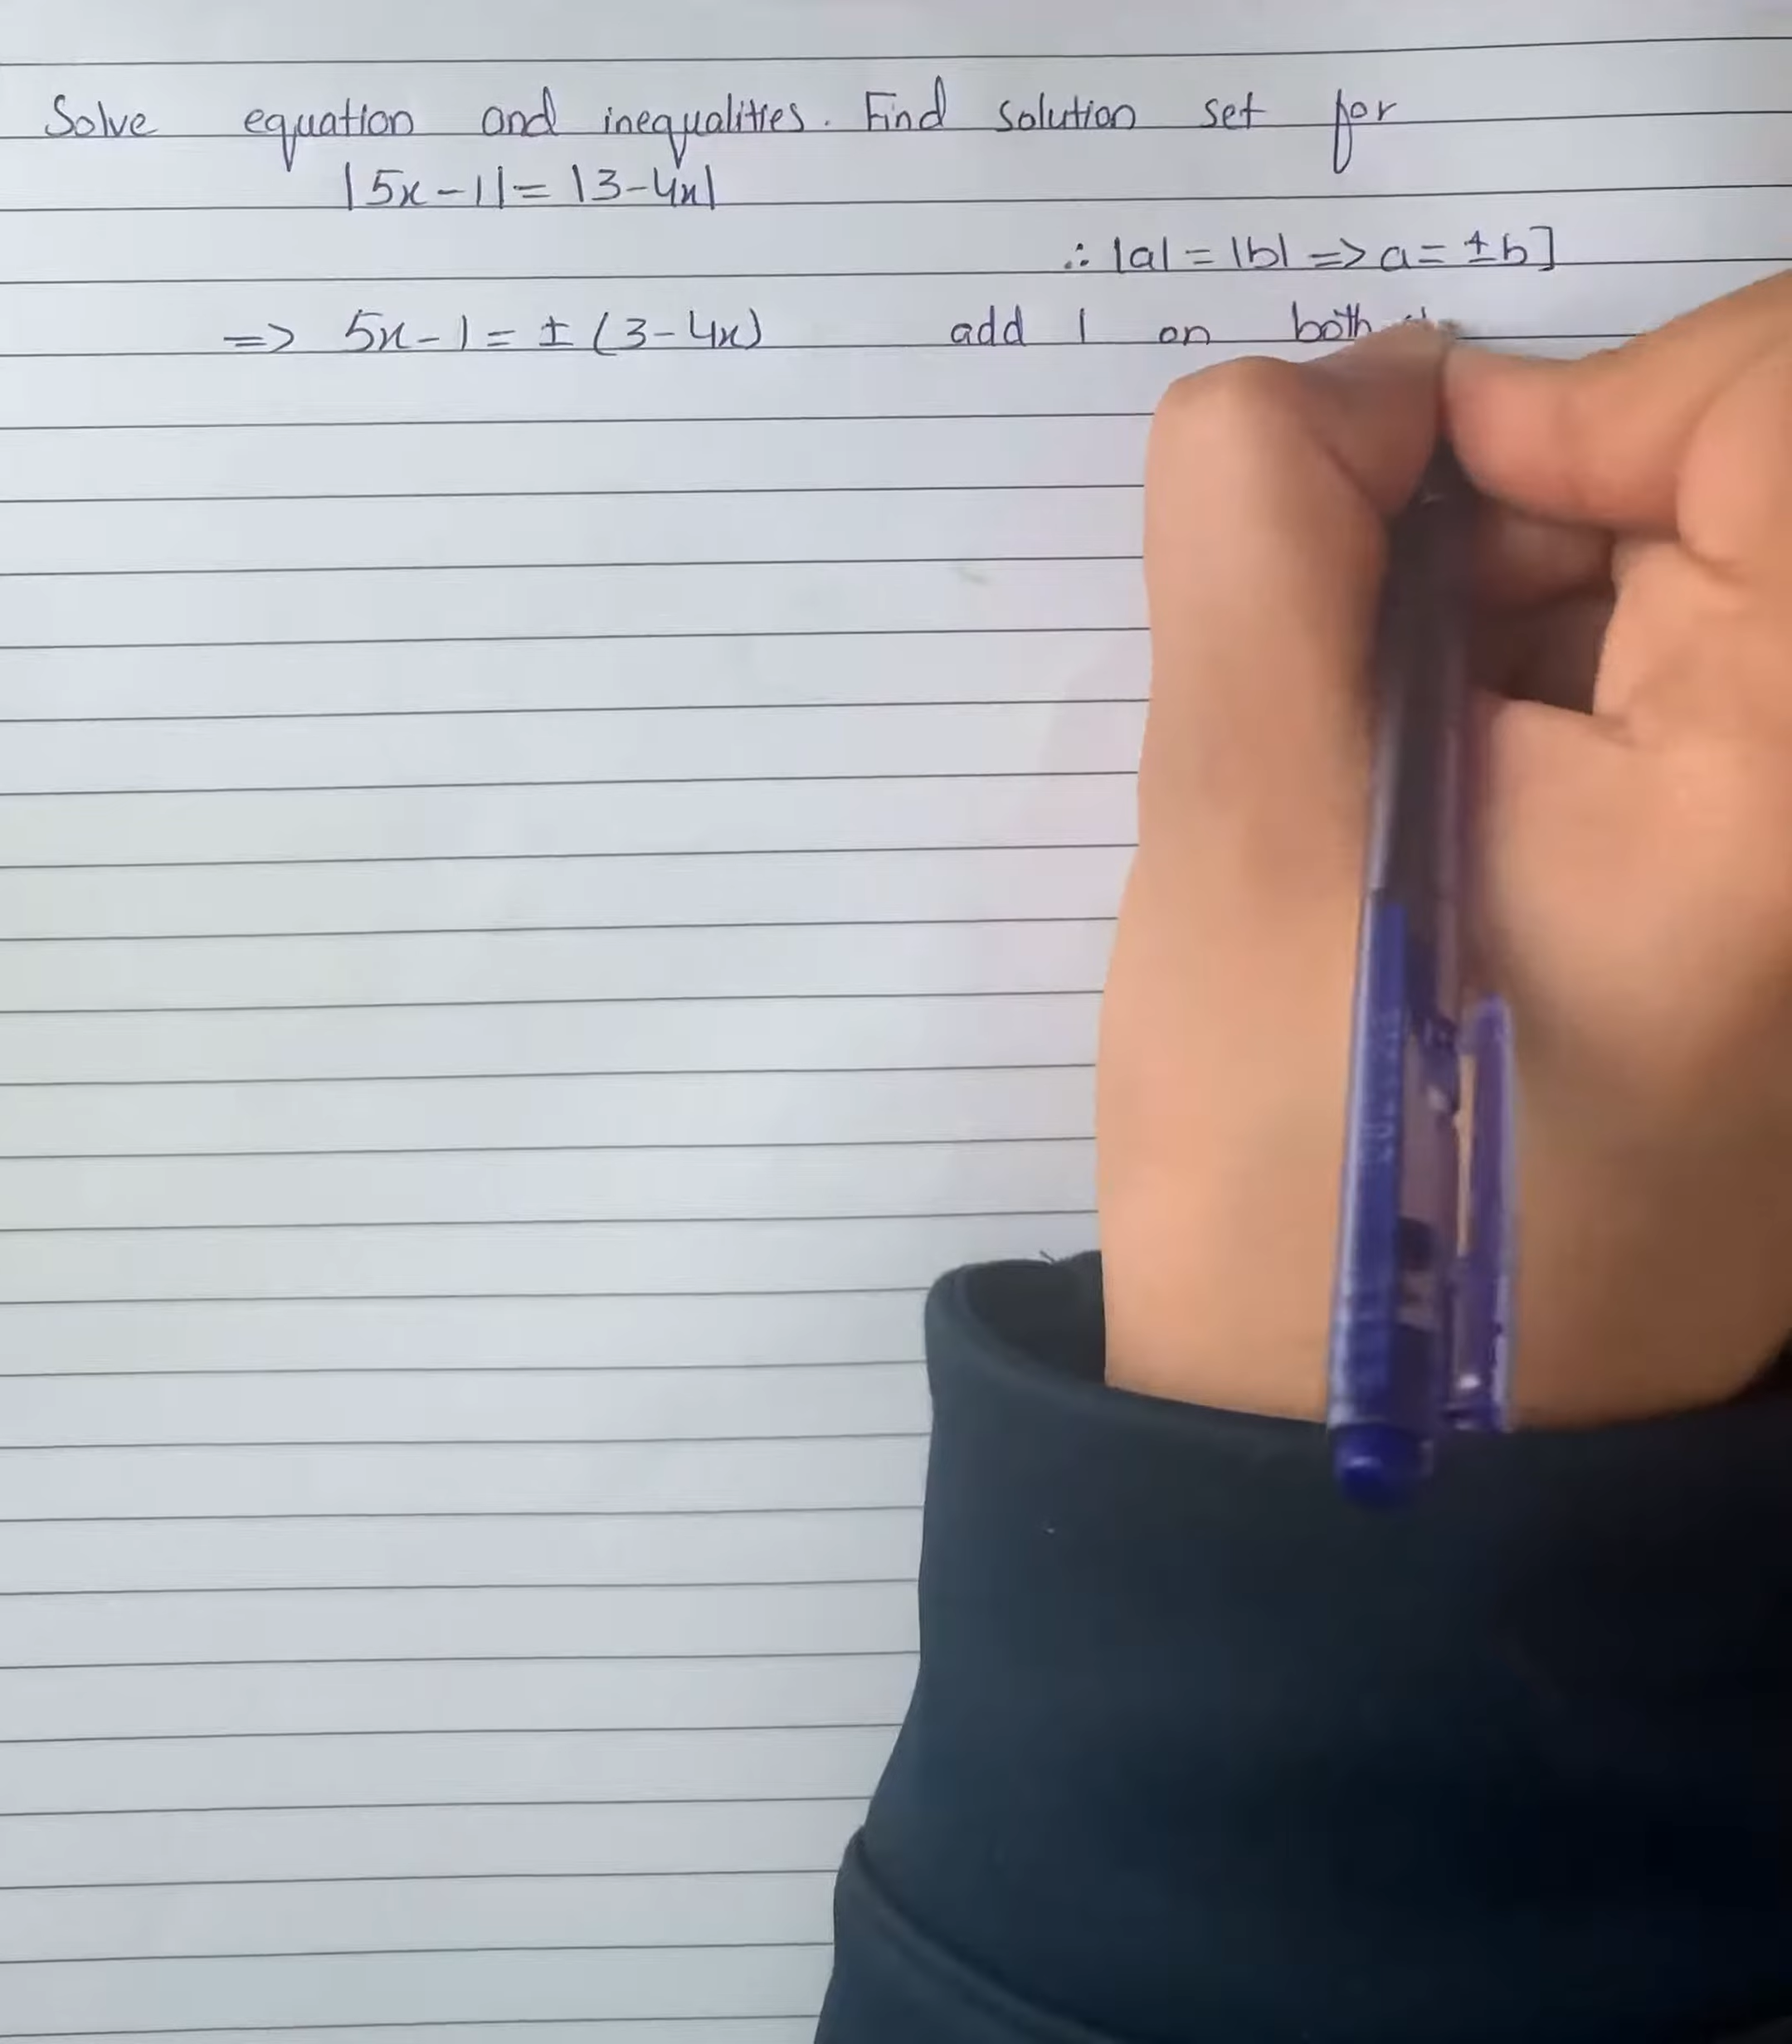 Solve equation and inequalities. Find solution set for
|5x-1| = |3-4x|
∴ |a| = |b| => a = ±b]
=> 5x-1 = ± (3-4x) add 1 on both